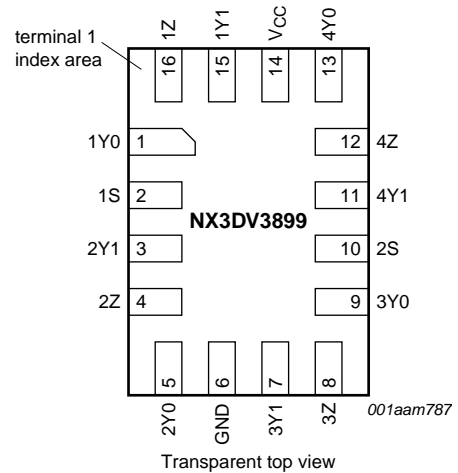 terminal 1
index area
1Z
1Y1
VCC
4Y0
16
15
14
13
1Y0 1
12 4Z
1S 2
11 4Y1
NX3DV3899
2Y1 3
10 2S
2Z 4
9 3Y0
5
6
7
8
2Y0
GND
3Y1
3Z
001aam787
Transparent top view